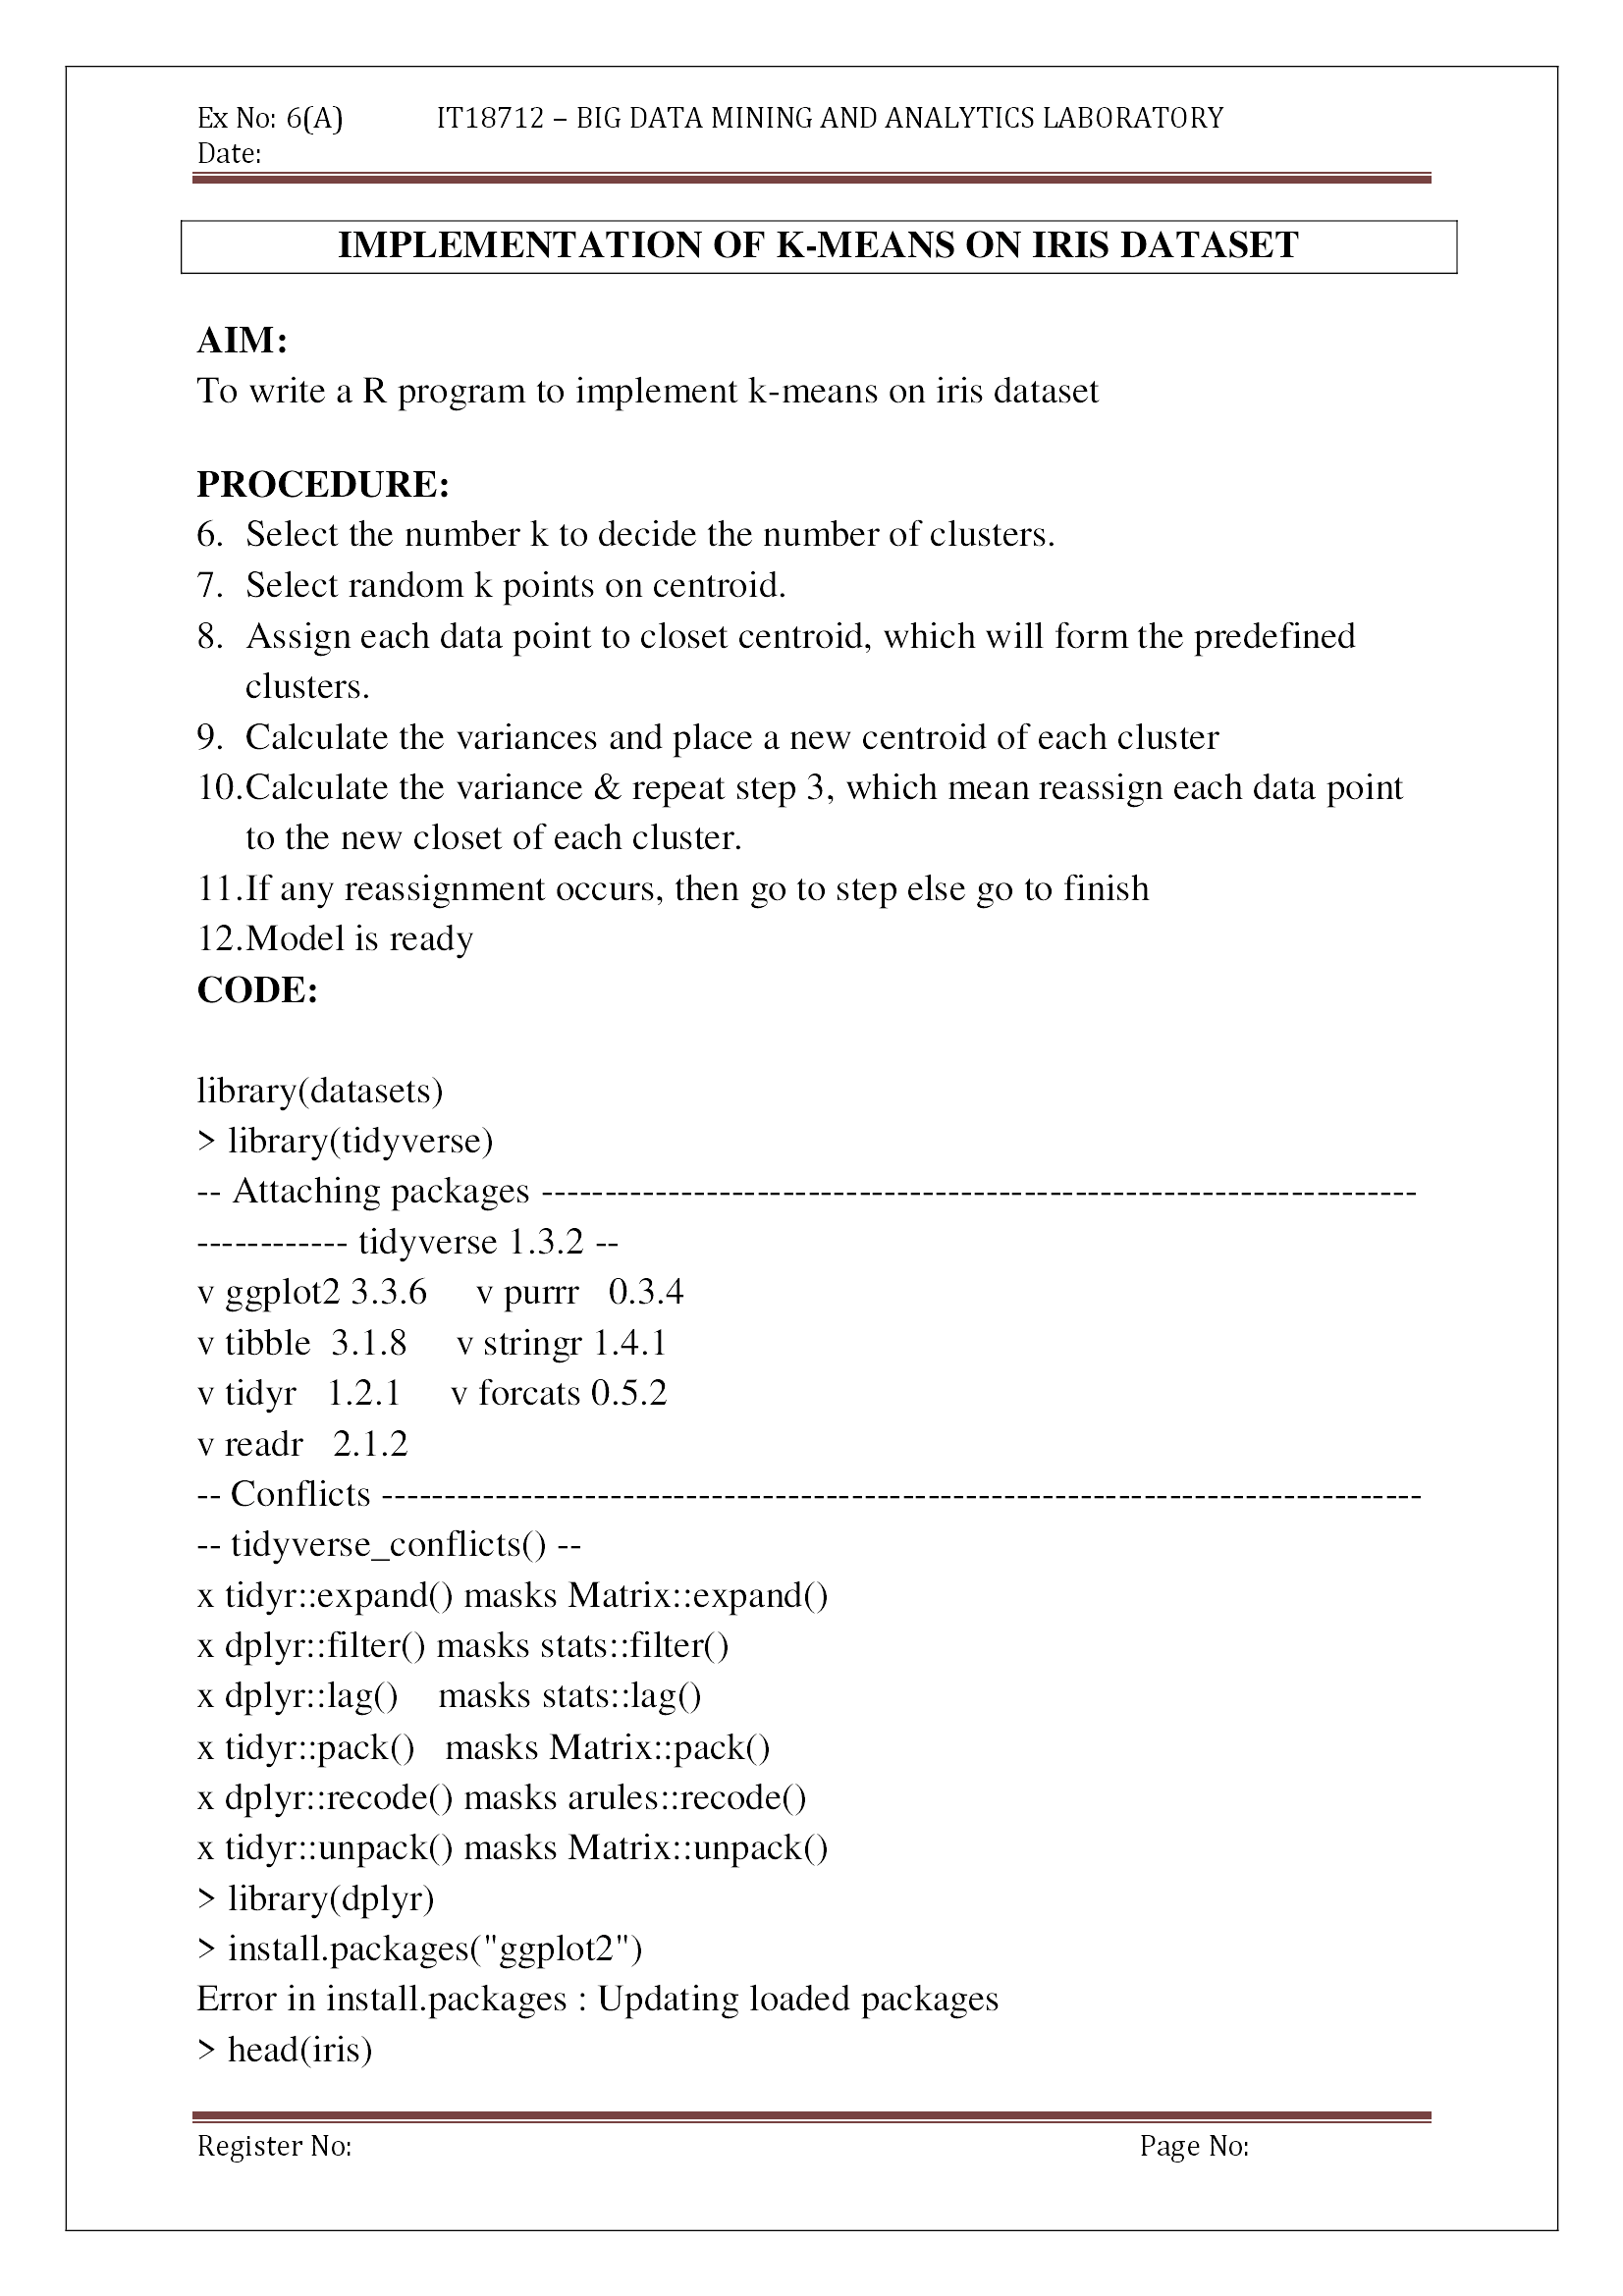 Ex No: 6(A) IT18712 – BIG DATA MINING AND ANALYTICS LABORATORY
Date:
IMPLEMENTATION OF K-MEANS ON IRIS DATASET
AIM:
To write a R program to implement k-means on iris dataset
PROCEDURE:
6. Select the number k to decide the number of clusters.
7. Select random k points on centroid.
8. Assign each data point to closet centroid, which will form the predefined
clusters.
9. Calculate the variances and place a new centroid of each cluster
10.Calculate the variance & repeat step 3, which mean reassign each data point
to the new closet of each cluster.
11.If any reassignment occurs, then go to step else go to finish
12.Model is ready
CODE:
library(datasets)
> library(tidyverse)
-- Attaching packages ---------------------------------------------------------------------
------------ tidyverse 1.3.2 --
v ggplot2 3.3.6     v purrr   0.3.4
v tibble  3.1.8     v stringr 1.4.1
v tidyr   1.2.1     v forcats 0.5.2
v readr   2.1.2
-- Conflicts ----------------------------------------------------------------------------------
-- tidyverse_conflicts() --
x tidyr::expand() masks Matrix::expand()
x dplyr::filter() masks stats::filter()
x dplyr::lag()    masks stats::lag()
x tidyr::pack()   masks Matrix::pack()
x dplyr::recode() masks arules::recode()
x tidyr::unpack() masks Matrix::unpack()
> library(dplyr)
> install.packages("ggplot2")
Error in install.packages : Updating loaded packages
> head(iris)
Register No: Page No: